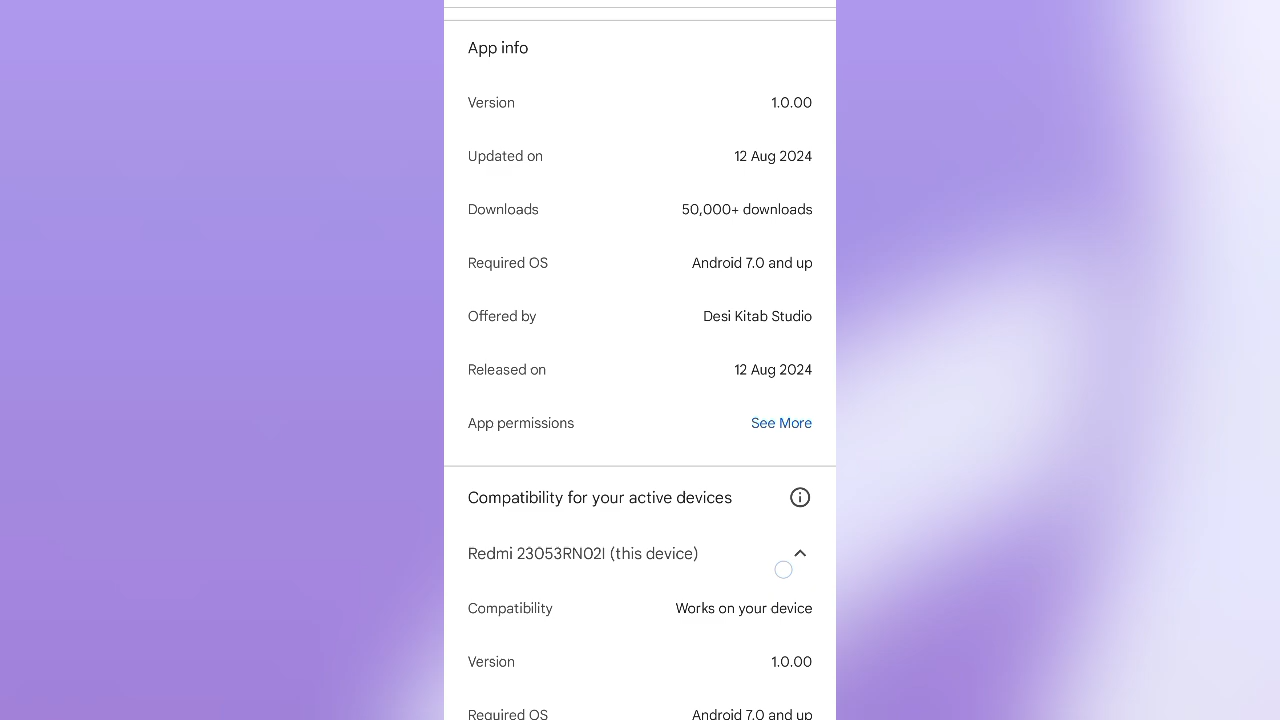 App info
Version 1.0.00
Updated on 12 Aug 2024
Downloads 50,000+ downloads
Required OS Android 7.0 and up
Offered by Desi Kitab Studio
Released on 12 Aug 2024
App permissions See More
Compatibility for your active devices
Redmi 23053RN02I (this device)
Compatibility Works on your device
Version 1.0.00
Required OS Android 7.0 and up